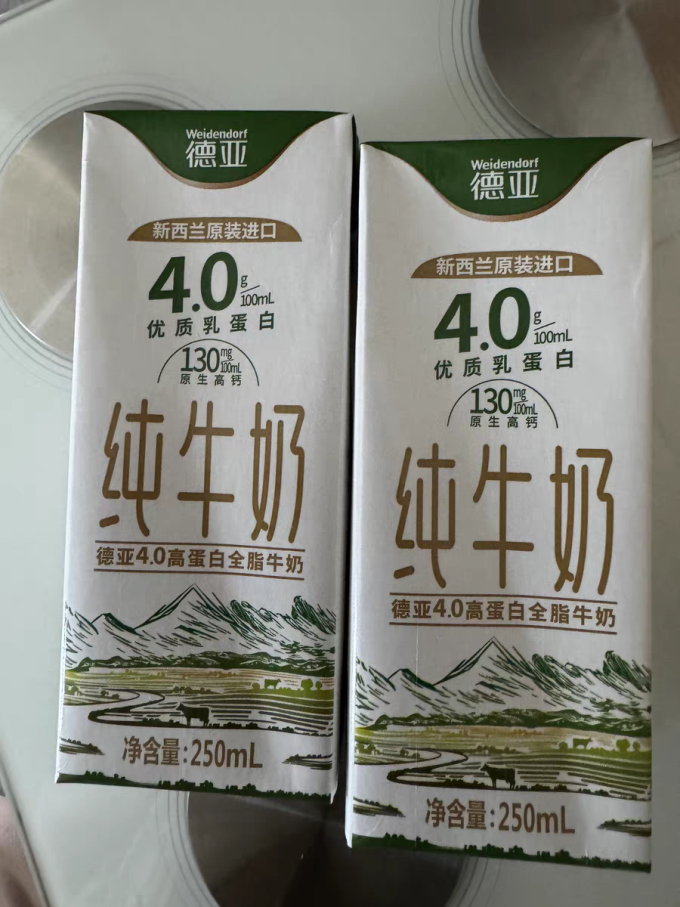 Weidendorf
德亚
新西兰原装进口
4.0g/100mL
优质乳蛋白
130mg/100mL
原生高钙
纯牛奶
德亚4.0高蛋白全脂牛奶
净含量:250mL
Weidendorf
德亚
新西兰原装进口
4.0g/100mL
优质乳蛋白
130mg/100mL
原生高钙
纯牛奶
德亚4.0高蛋白全脂牛奶
净含量:250mL